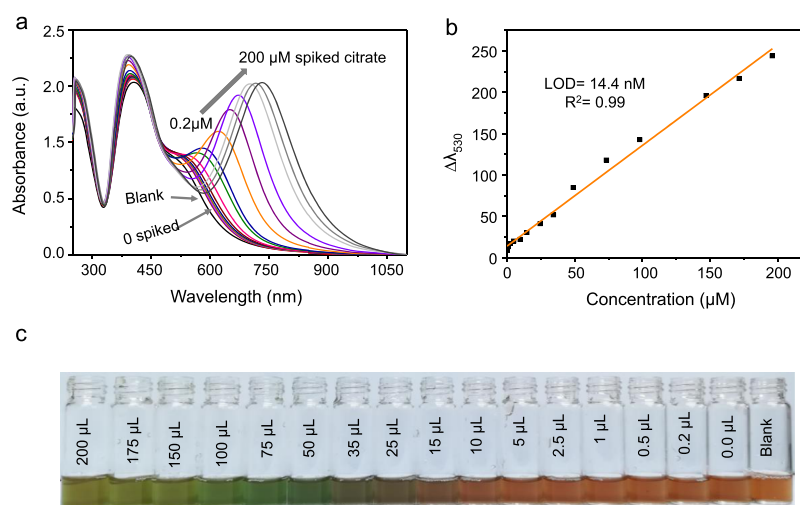 a
2.5
2.0
1.5
0.5
0.0
Absorbance (a.u.)
200 µM spiked citrate
0.2µM
Blank
0 spiked
300 450 600 750 900 1050
Wavelength (nm)
b
250
200
150
100
50
0
Δλ530
LOD= 14.4 nM
R2= 0.99
0 50 100 150 200
Concentration (µM)
c
200 µL
175 µL
150 µL
100 µL
75 µL
50 µL
35 µL
25 µL
15 µL
10 µL
5 µL
2.5 µL
1 µL
0.5 µL
0.2 µL
0.0 µL
Blank